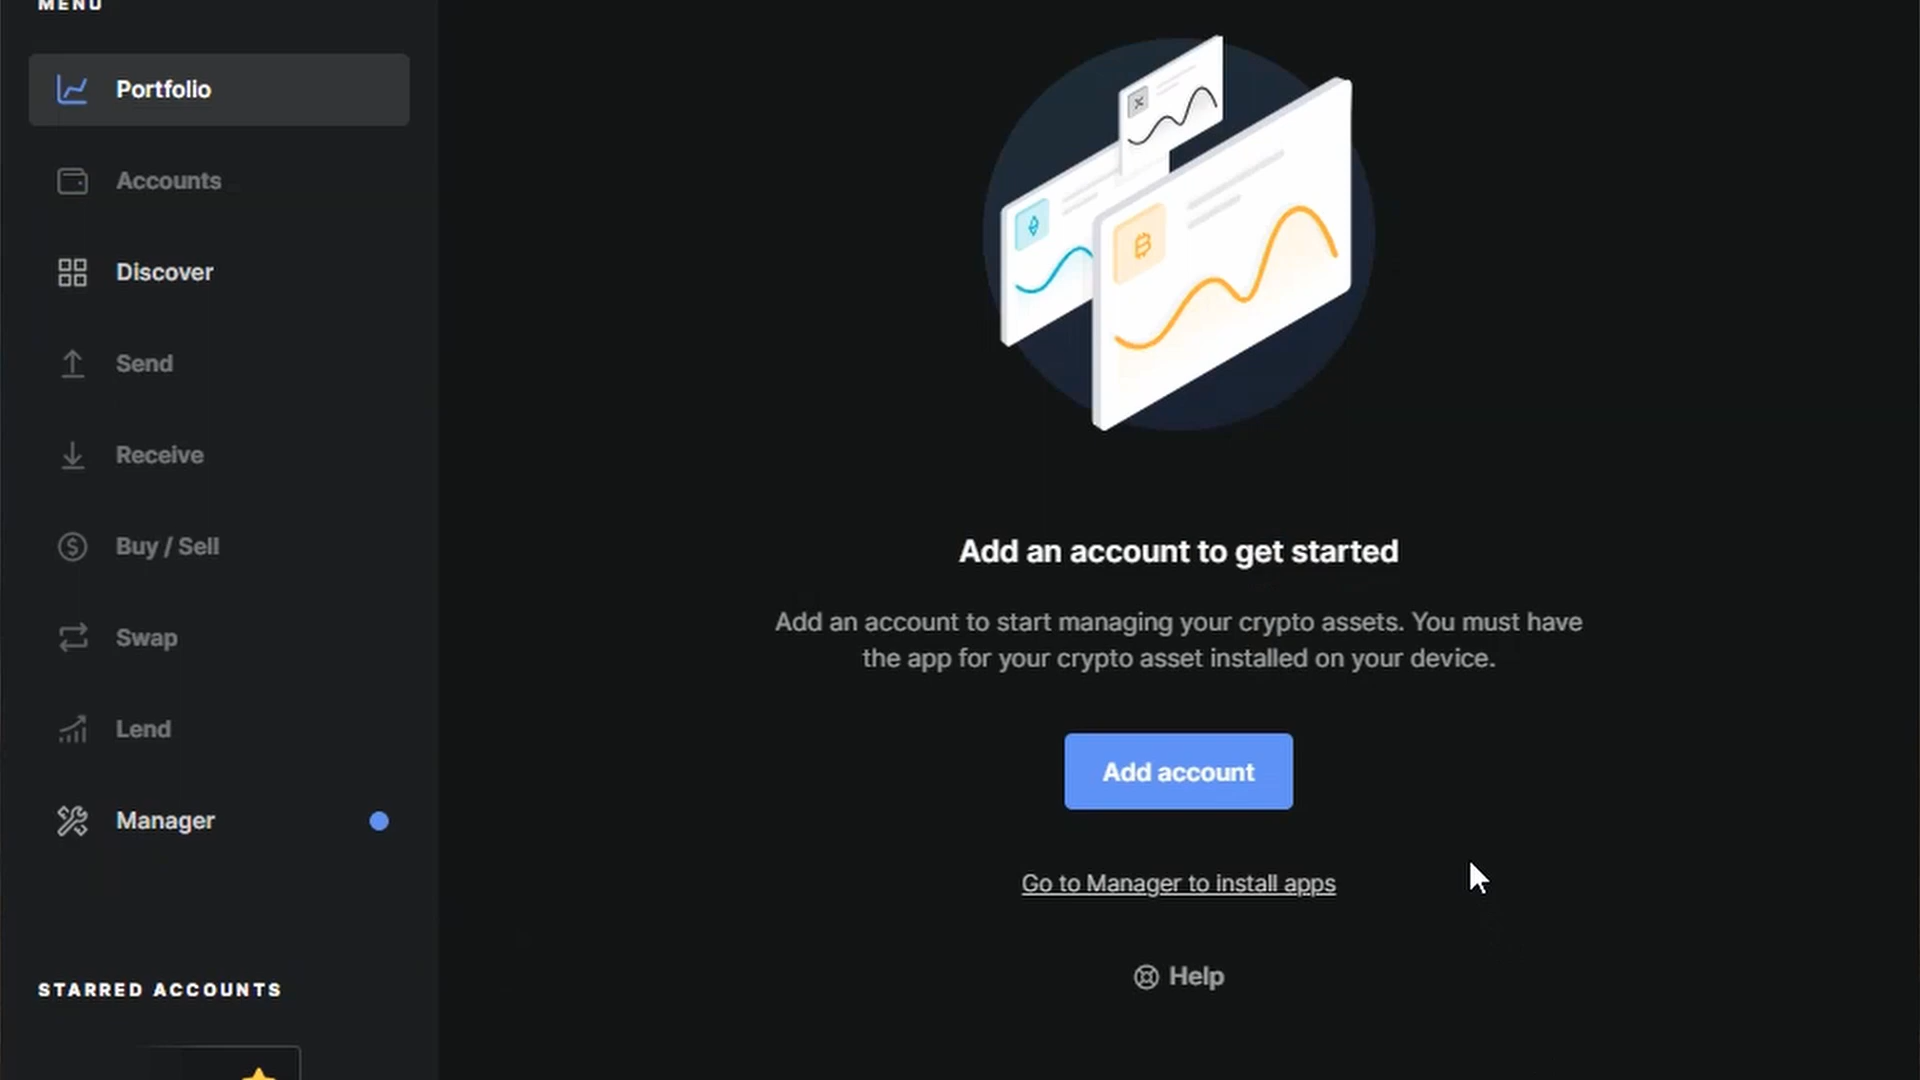 MENU
Portfolio
Accounts
Discover
Send
Receive
Buy / Sell
Swap
Lend
Manager
STARRED ACCOUNTS
Add an account to get started
Add an account to start managing your crypto assets. You must have
the app for your crypto asset installed on your device.
Add account
Go to Manager to install apps
Help